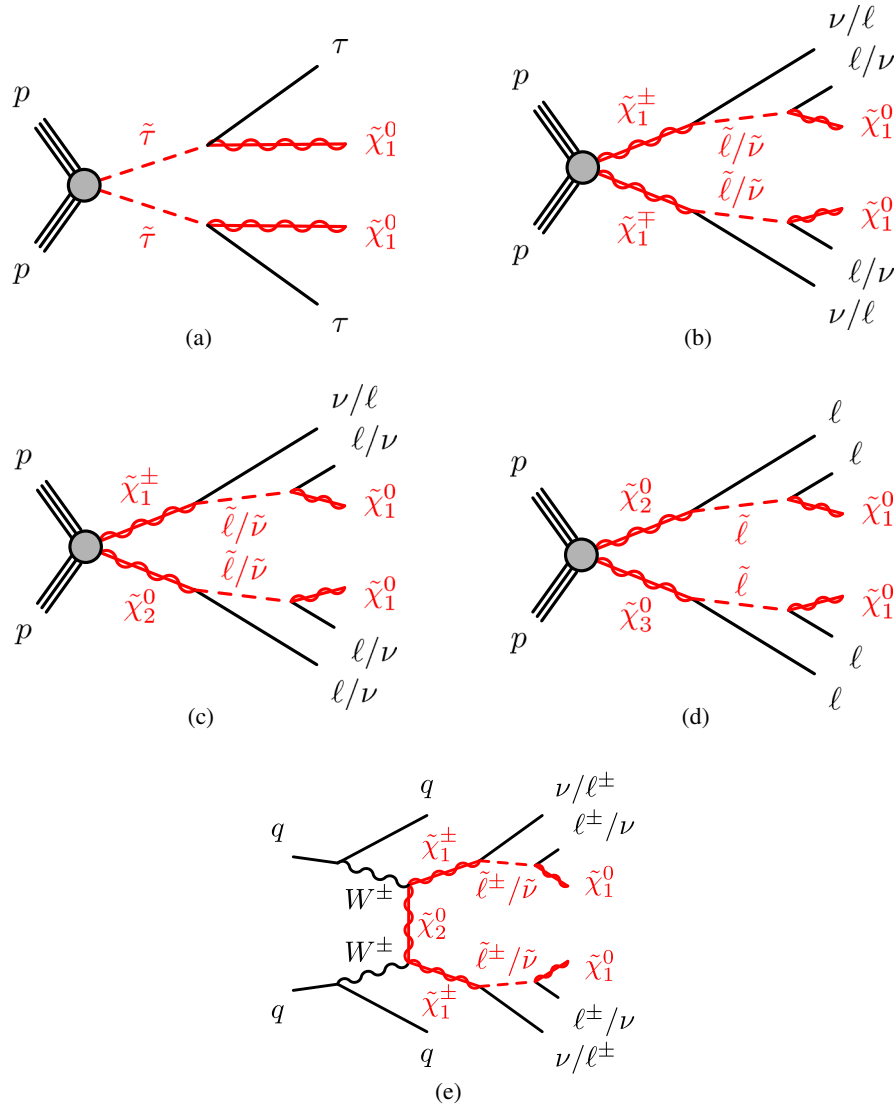 τ
p
τ̃
χ̃₁⁰
χ̃₁⁰
τ̃
p
τ
(a)
ν/ℓ
ℓ/ν
p
χ̃₁±
χ̃₁⁰
ℓ̃/ν̃
ℓ̃/ν̃
χ̃₁∓
χ̃₁⁰
p
ℓ/ν
ν/ℓ
(b)
ν/ℓ
ℓ/ν
p
χ̃₁±
χ̃₁⁰
ℓ̃/ν̃
ℓ̃/ν̃
χ̃₂⁰
χ̃₁⁰
p
ℓ/ν
ℓ/ν
(c)
ℓ
ℓ
p
χ̃₂⁰
χ̃₁⁰
ℓ̃
ℓ̃
χ̃₃⁰
χ̃₁⁰
p
ℓ
ℓ
(d)
q
ν/ℓ±
q
ℓ±/ν
χ̃₁±
W±
ℓ̃±/ν̃
χ̃₁⁰
χ̃₂⁰
W±
ℓ̃±/ν̃
χ̃₁⁰
χ̃₁±
q
ℓ±/ν
q
ν/ℓ±
(e)